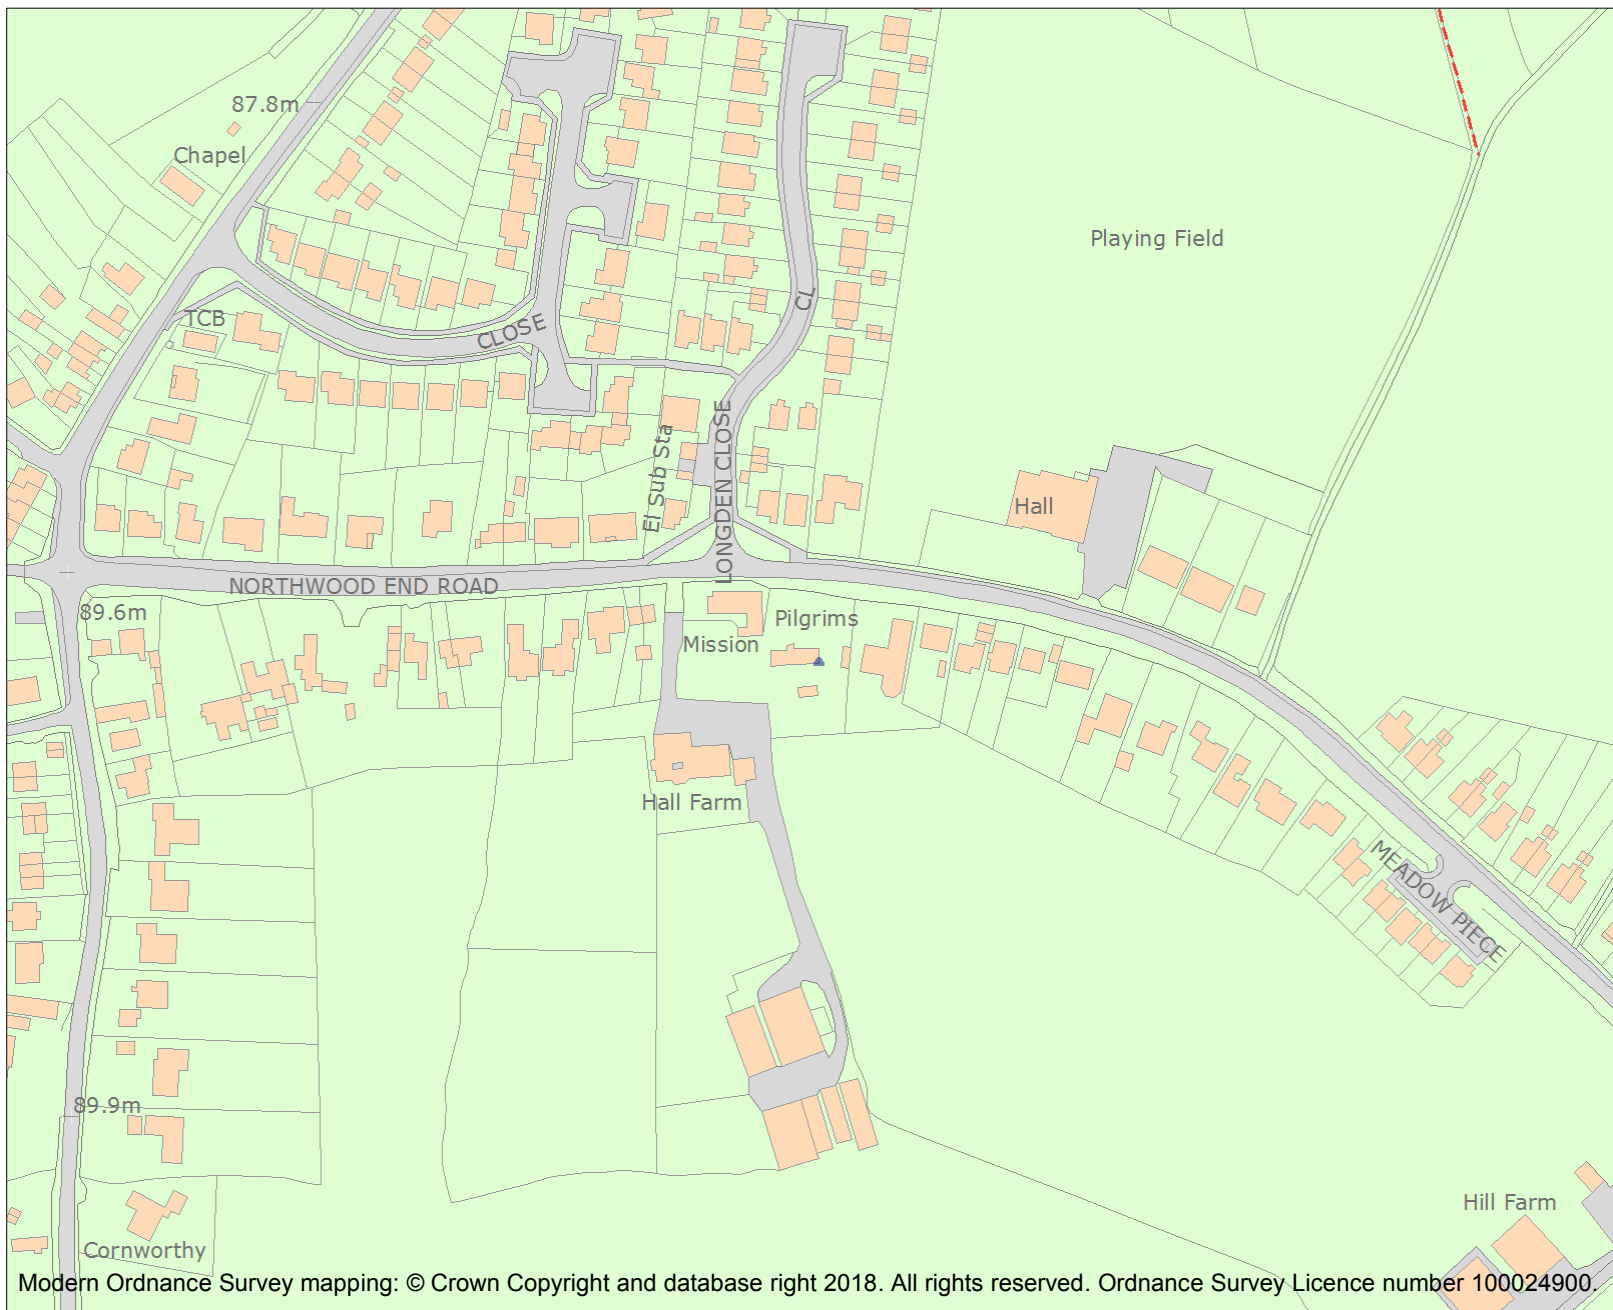 87.8m
Chapel
Playing Field
CL
TCB
CLOSE
LONGDEN CLOSE
El Sub Sta
Hall
NORTHWOOD END ROAD
89.6m
Pilgrims
Mission
Hall Farm
MEADOW PIECE
89.9m
Hill Farm
Cornworthy
Modern Ordnance Survey mapping: © Crown Copyright and database right 2018. All rights reserved. Ordnance Survey Licence number 100024900.